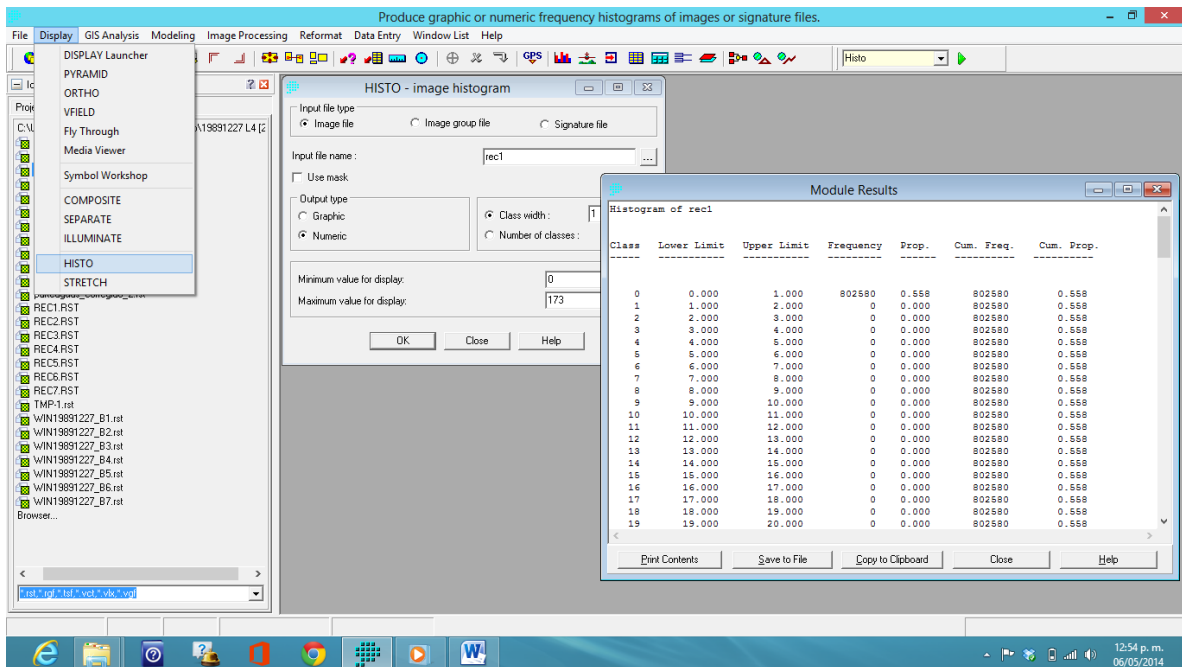 Produce graphic or numeric frequency histograms of images or signature files.
File Display GIS Analysis Modeling Image Processing Reformat Data Entry Window List Help
GPS
Histo
DISPLAY Launcher
PYRAMID
ORTHO
VFIELD
Fly Through
Media Viewer
Symbol Workshop
COMPOSITE
SEPARATE
ILLUMINATE
HISTO
STRETCH
\19891227 L4 [2
REC1.RST
REC2.RST
REC3.RST
REC4.RST
REC5.RST
REC6.RST
REC7.RST
TMP-1.rst
WIN19891227_B1.rst
WIN19891227_B2.rst
WIN19891227_B3.rst
WIN19891227_B4.rst
WIN19891227_B5.rst
WIN19891227_B6.rst
WIN19891227_B7.rst
Browser...
*.rst,*.rgf,*.tsf,*.vct,*.vlx,*.vgf
HISTO - image histogram
Input file type
Image file Image group file Signature file
Input file name : rec1 ...
Use mask
Output type
Graphic
Numeric
Class width : 1
Number of classes :
Minimum value for display: 0
Maximum value for display: 173
OK Close Help
Module Results
Histogram of rec1
Class Lower Limit Upper Limit Frequency Prop. Cum. Freq. Cum. Prop.
----- ----------- ----------- --------- ------ ---------- ----------
0 0.000 1.000 802580 0.558 802580 0.558
1 1.000 2.000 0 0.000 802580 0.558
2 2.000 3.000 0 0.000 802580 0.558
3 3.000 4.000 0 0.000 802580 0.558
4 4.000 5.000 0 0.000 802580 0.558
5 5.000 6.000 0 0.000 802580 0.558
6 6.000 7.000 0 0.000 802580 0.558
7 7.000 8.000 0 0.000 802580 0.558
8 8.000 9.000 0 0.000 802580 0.558
9 9.000 10.000 0 0.000 802580 0.558
10 10.000 11.000 0 0.000 802580 0.558
11 11.000 12.000 0 0.000 802580 0.558
12 12.000 13.000 0 0.000 802580 0.558
13 13.000 14.000 0 0.000 802580 0.558
14 14.000 15.000 0 0.000 802580 0.558
15 15.000 16.000 0 0.000 802580 0.558
16 16.000 17.000 0 0.000 802580 0.558
17 17.000 18.000 0 0.000 802580 0.558
18 18.000 19.000 0 0.000 802580 0.558
19 19.000 20.000 0 0.000 802580 0.558
Print Contents Save to File Copy to Clipboard Close Help
12:54 p. m.
06/05/2014